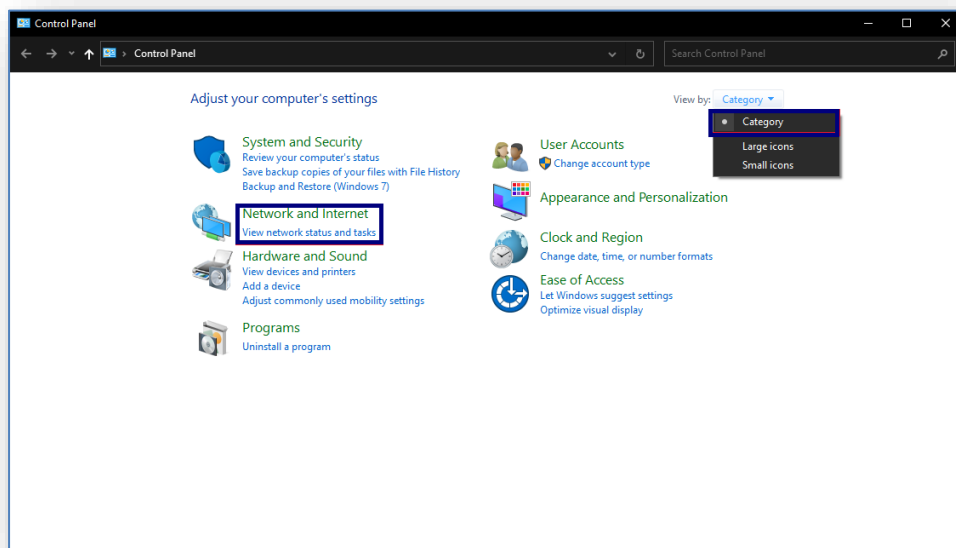 Control Panel
Control Panel
Search Control Panel
Adjust your computer's settings
View by: Category
Category
Large icons
Small icons
System and Security
Review your computer's status
Save backup copies of your files with File History
Backup and Restore (Windows 7)
Network and Internet
View network status and tasks
Hardware and Sound
View devices and printers
Add a device
Adjust commonly used mobility settings
Programs
Uninstall a program
User Accounts
Change account type
Appearance and Personalization
Clock and Region
Change date, time, or number formats
Ease of Access
Let Windows suggest settings
Optimize visual display